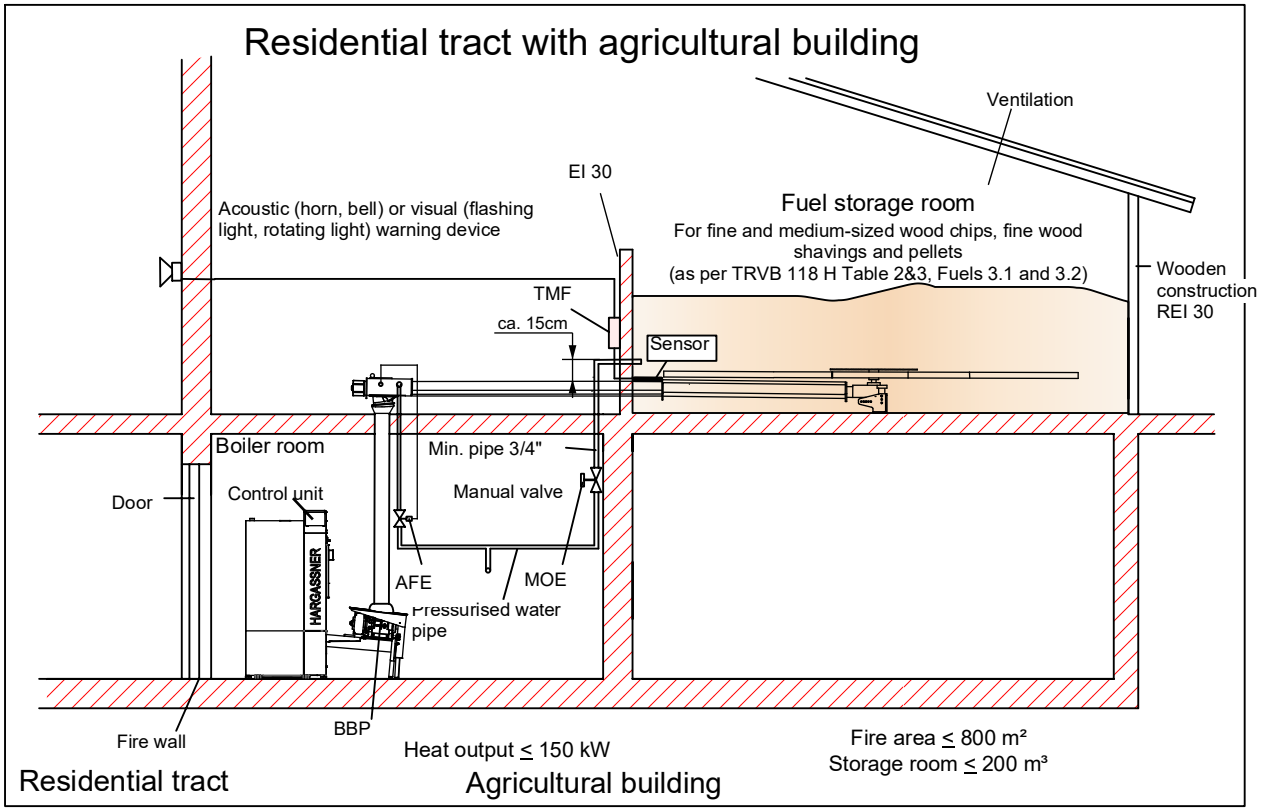 Residential tract with agricultural building
Ventilation
EI 30
Acoustic (horn, bell) or visual (flashing
light, rotating light) warning device
Fuel storage room
For fine and medium-sized wood chips, fine wood
shavings and pellets
(as per TRVB 118 H Table 2&3, Fuels 3.1 and 3.2)
Wooden
construction
REI 30
TMF
ca. 15cm
Sensor
Boiler room
Min. pipe 3/4"
Manual valve
Door
Control unit
HARGASSNER
AFE
MOE
Pressurised water
pipe
BBP
Fire wall
Heat output ≤ 150 kW
Fire area ≤ 800 m²
Storage room ≤ 200 m³
Residential tract
Agricultural building